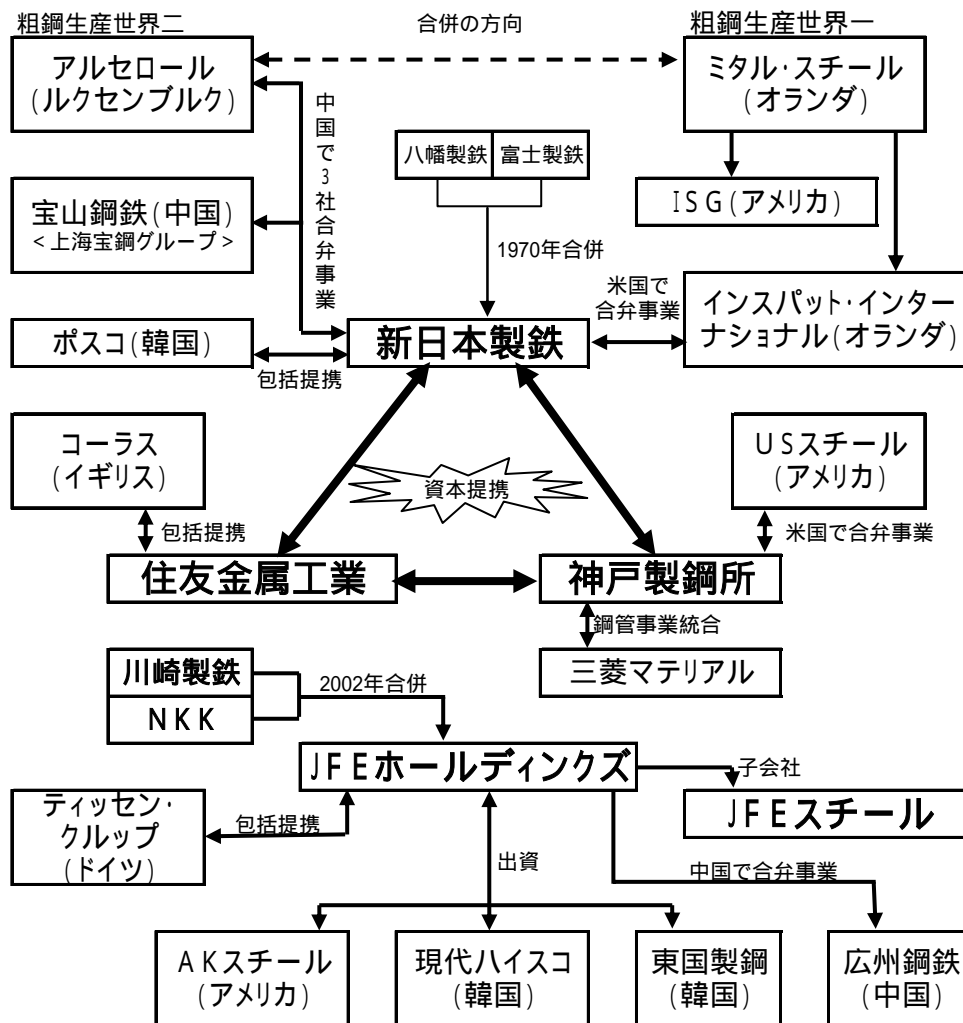 粗鋼生産世界二
合併の方向
粗鋼生産世界一
アルセロール
(ルクセンブルク)
ミタル・スチール
(オランダ)
中国で3社合弁事業
八幡製鉄
富士製鉄
ISG(アメリカ)
宝山鋼鉄(中国)
<上海宝鋼グループ>
1970年合併
米国で
合弁事業
インスパット・インター
ナショナル(オランダ)
ポスコ(韓国)
新日本製鉄
包括提携
コーラス
(イギリス)
USスチール
(アメリカ)
資本提携
包括提携
米国で合弁事業
住友金属工業
神戸製鋼所
鋼管事業統合
三菱マテリアル
川崎製鉄
NKK
2002年合併
JFEホールディンクズ
子会社
JFEスチール
ティッセン・
クルップ
(ドイツ)
包括提携
出資
中国で合弁事業
AKスチール
(アメリカ)
現代ハイスコ
(韓国)
東国製鋼
(韓国)
広州鋼鉄
(中国)